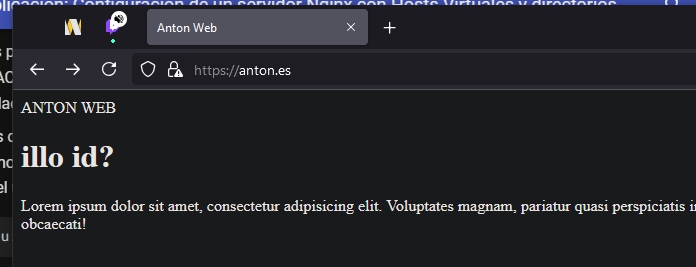 plicación: Configuración de un servidor Nginx con Hosts Virtuales y directorios
Anton Web
https://anton.es
ANTON WEB
illo id?
Lorem ipsum dolor sit amet, consectetur adipisicing elit. Voluptates magnam, pariatur quasi perspiciatis i
obcaecati!